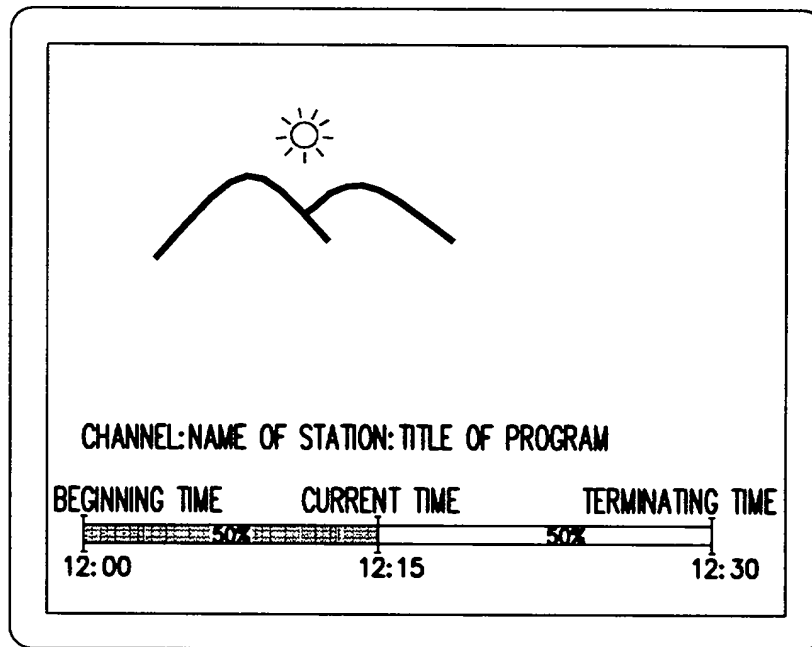 CHANNEL:NAME OF STATION:TITLE OF PROGRAM
BEGINNING TIME CURRENT TIME TERMINATING TIME
50% 50%
12:00 12:15 12:30